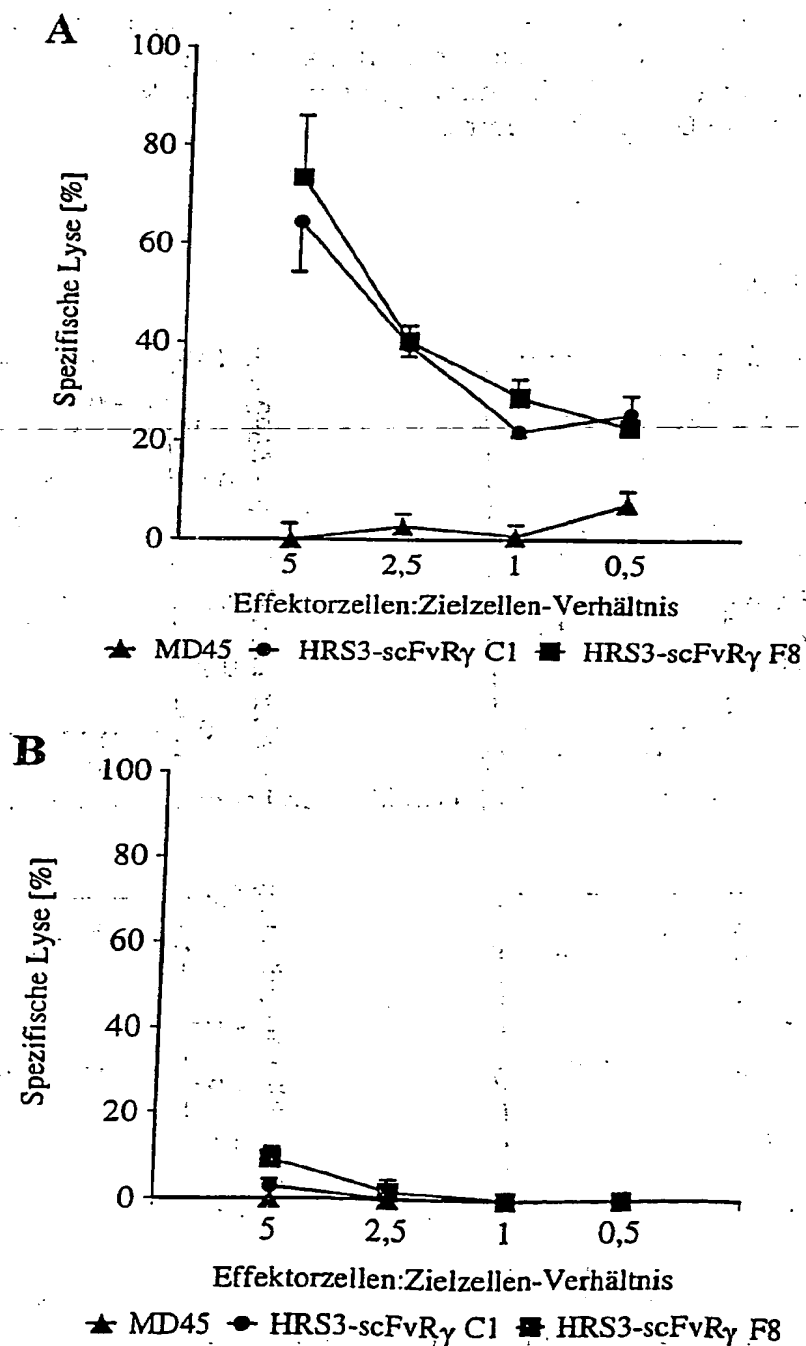 A
100
80
60
40
20
0
Spezifische Lyse [%]
5 2,5 1 0,5
Effektorzellen:Zielzellen-Verhältnis
MD45 HRS3-scFvRγ C1 HRS3-scFvRγ F8
B
100
80
60
40
20
0
Spezifische Lyse [%]
5 2,5 1 0,5
Effektorzellen:Zielzellen-Verhältnis
MD45 HRS3-scFvRγ C1 HRS3-scFvRγ F8